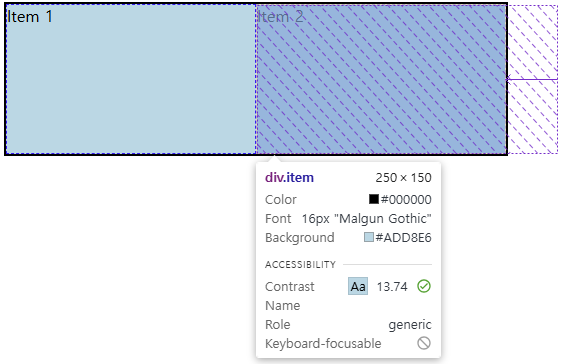 Item 1 Item 2
div.item 250 × 150
Color #000000
Font 16px "Malgun Gothic"
Background #ADD8E6
ACCESSIBILITY
Contrast Aa 13.74
Name
Role generic
Keyboard-focusable